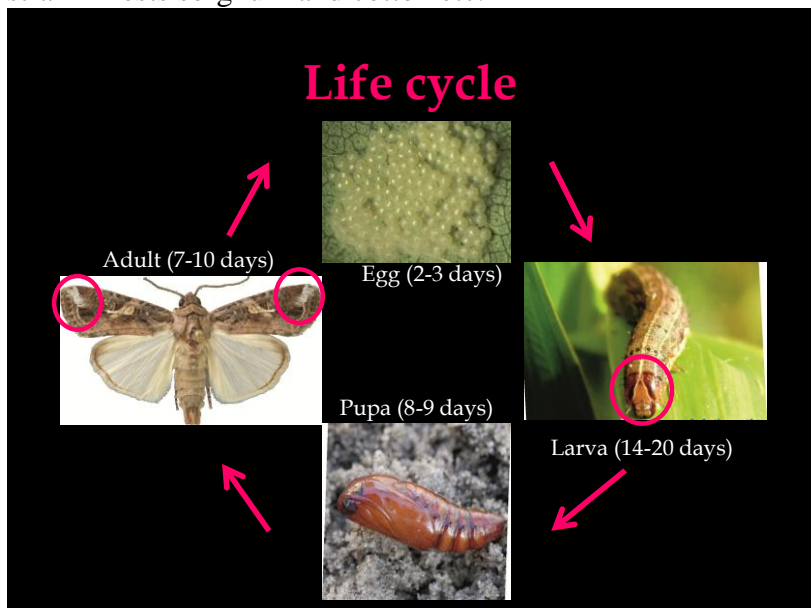 Life cycle
Adult (7-10 days)
Egg (2-3 days)
Pupa (8-9 days)
Larva (14-20 days)